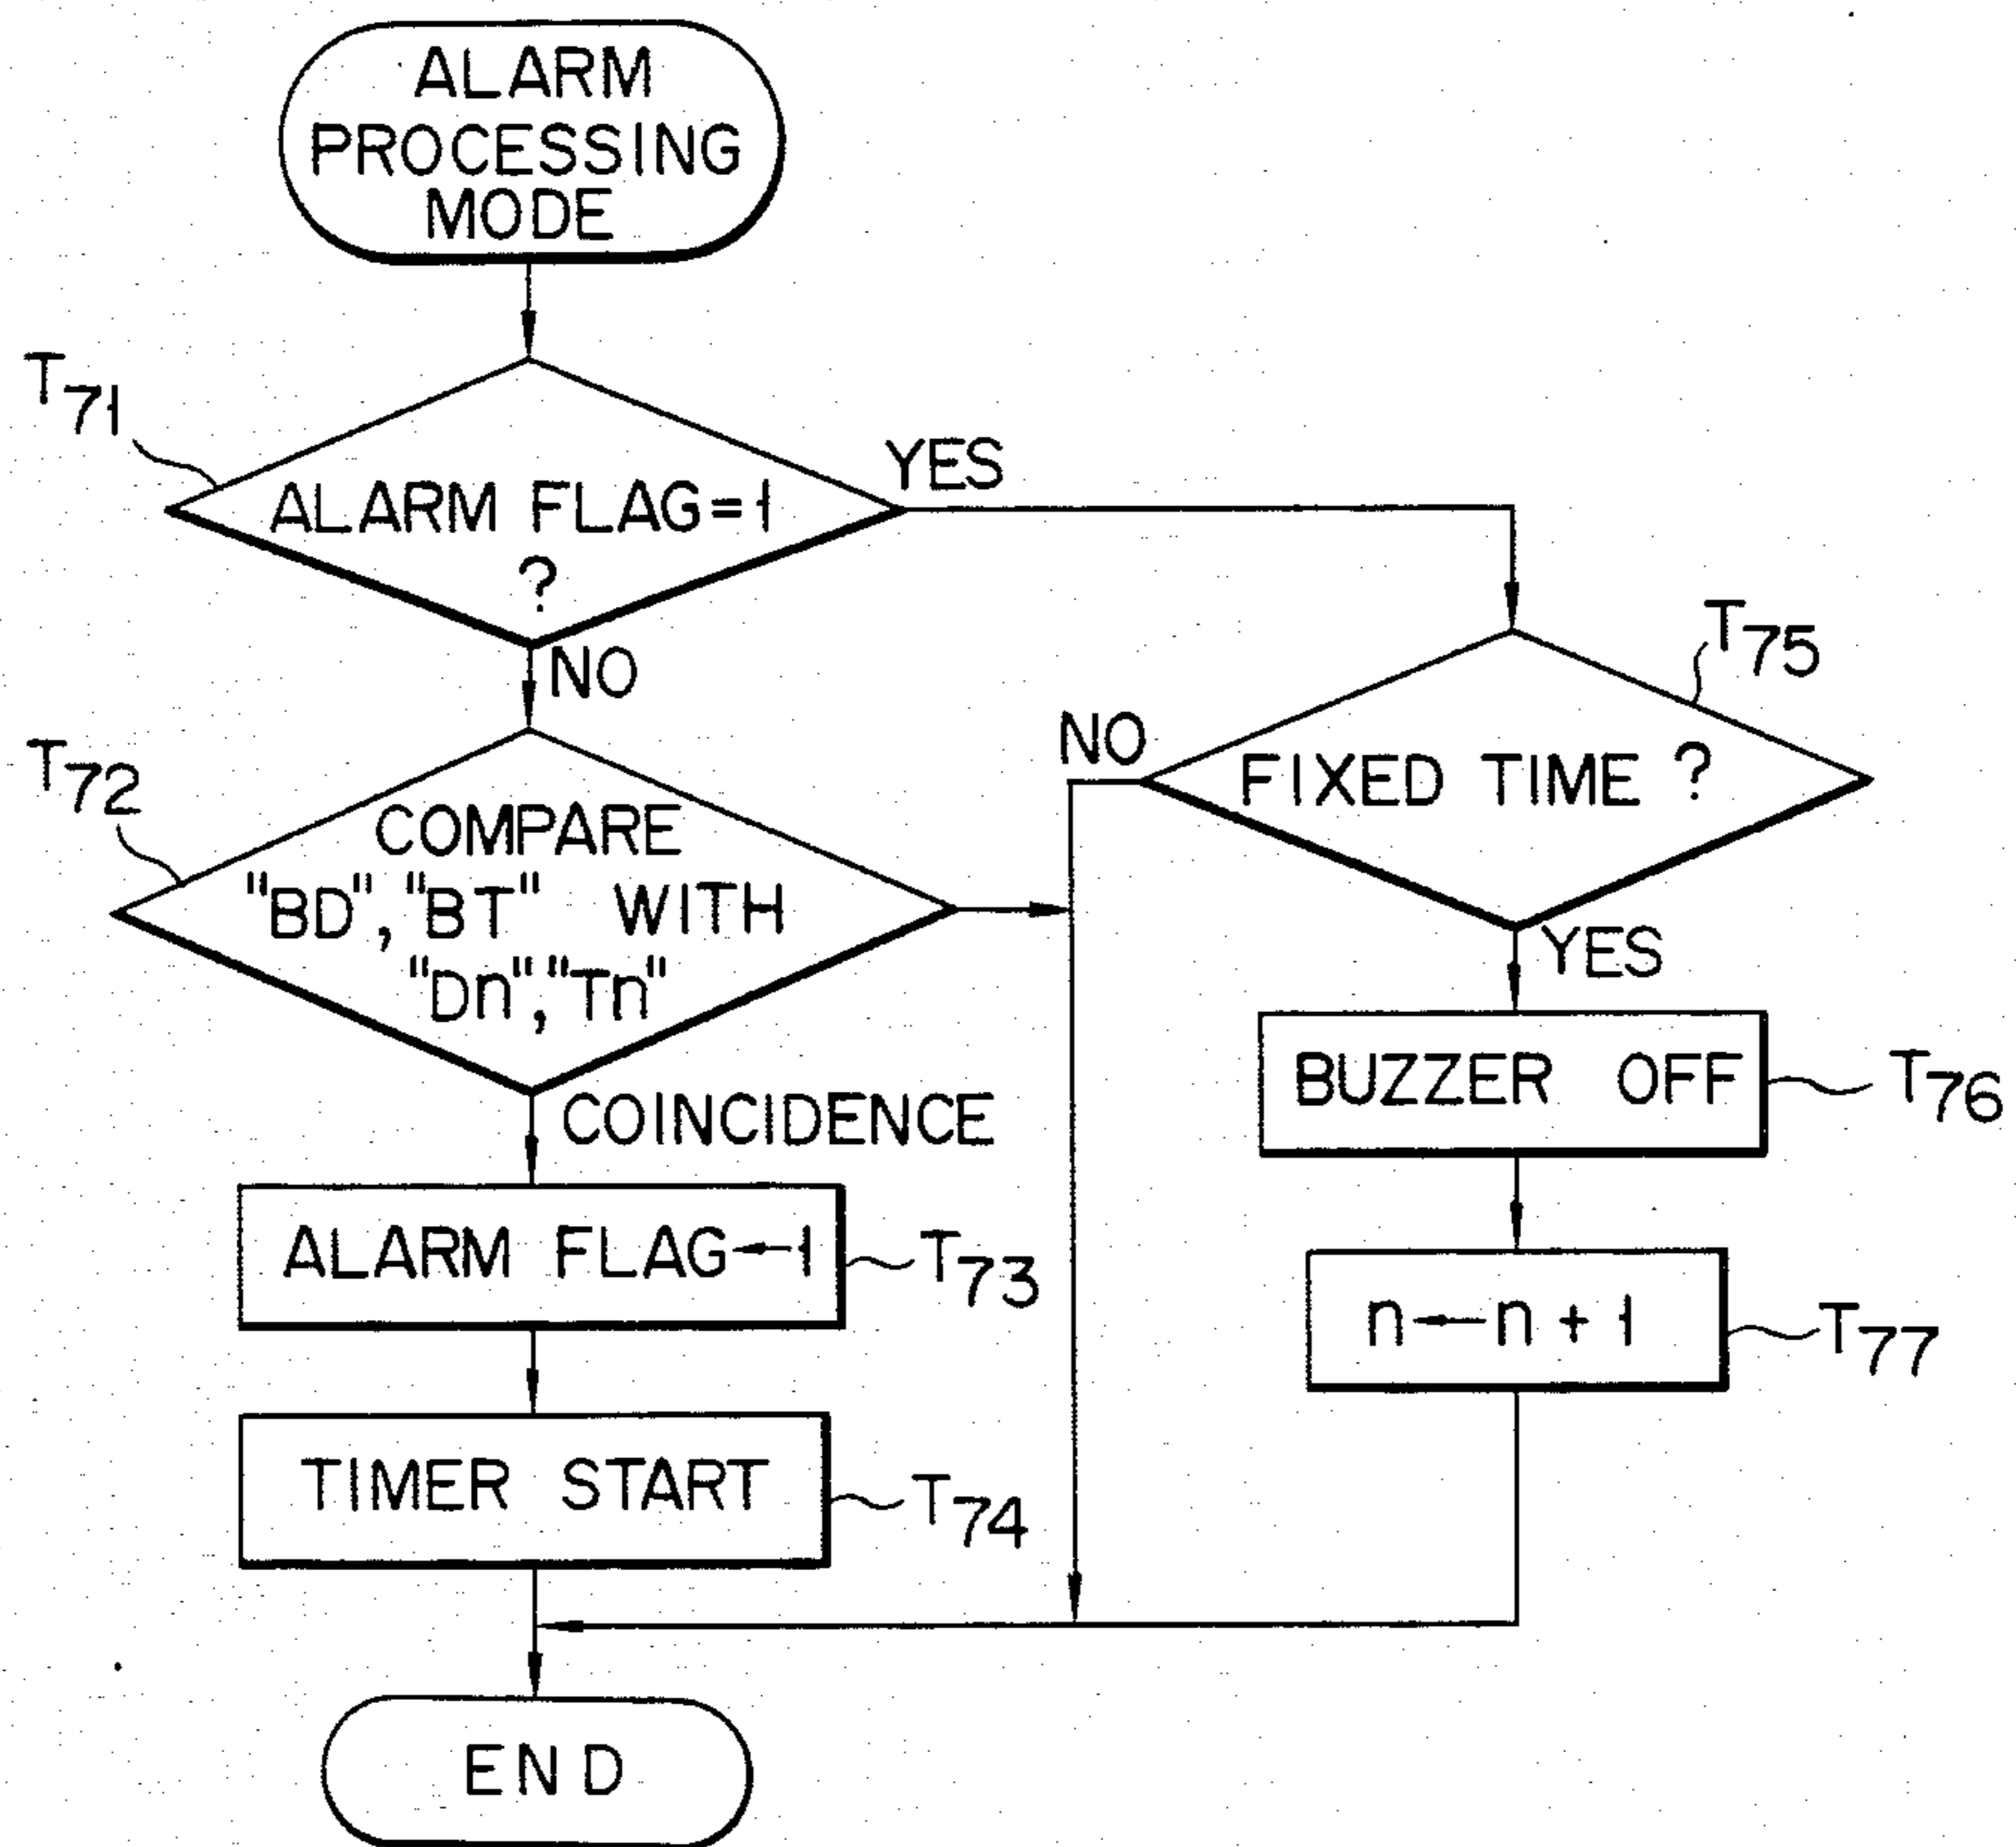 ALARM
PROCESSING
MODE
T71
ALARM FLAG=1
?
YES
NO
T72
COMPARE
"BD","BT" WITH
"Dn","Tn"
COINCIDENCE
ALARM FLAG←1
T73
TIMER START
T74
T75
NO
FIXED TIME ?
YES
BUZZER OFF
T76
n←n+1
T77
END